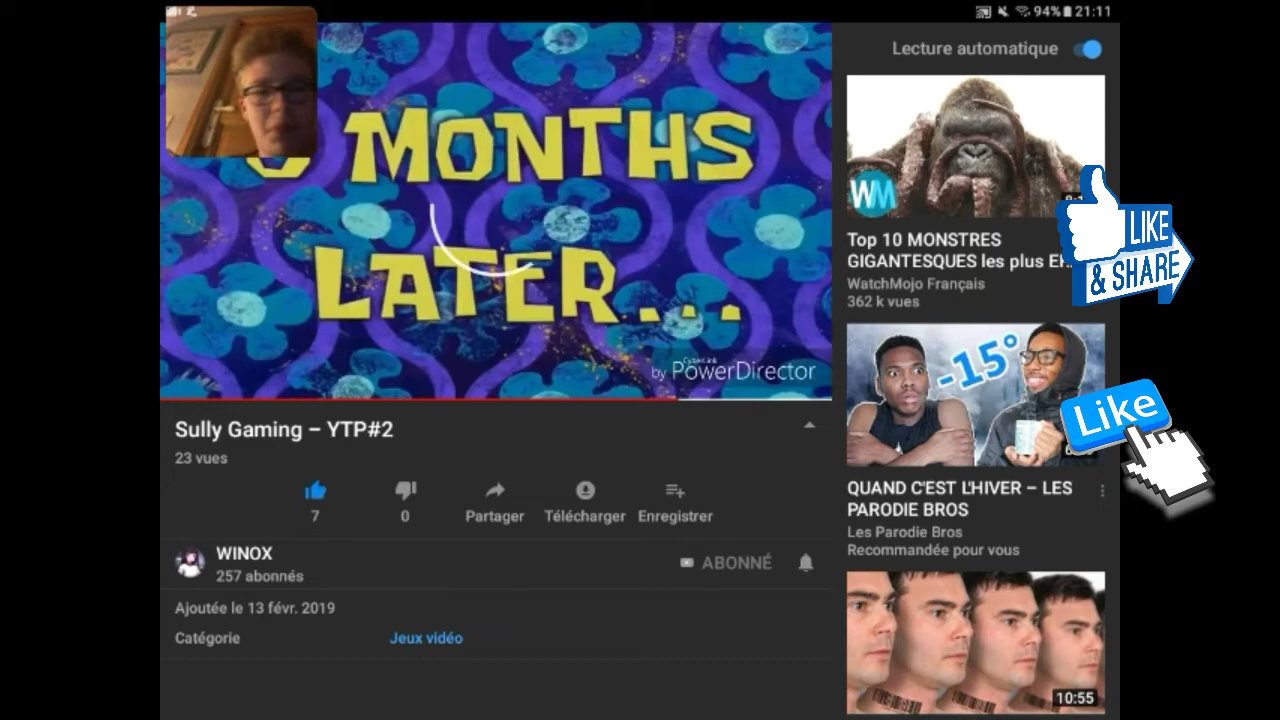 94% 21:11
MONTHS
LATER...
CyberLink
by PowerDirector
Sully Gaming – YTP#2
23 vues
7
0
Partager
Télécharger
Enregistrer
WINOX
257 abonnés
ABONNÉ
Ajoutée le 13 févr. 2019
Catégorie
Jeux vidéo
Lecture automatique
WM
Top 10 MONSTRES
GIGANTESQUES les plus
WatchMojo Français
362 k vues
LIKE
& SHARE
-15°
Like
QUAND C'EST L'HIVER – LES
PARODIE BROS
Les Parodie Bros
Recommandée pour vous
10:55